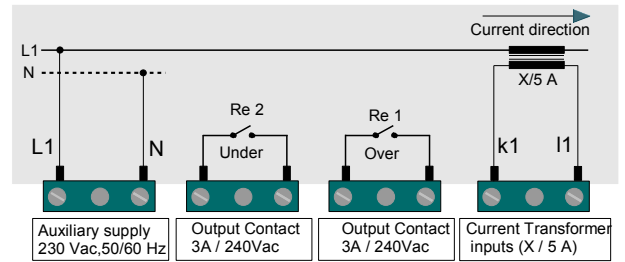 Current direction
L1
N
X/5 A
Re 2
Re 1
L1
N
Under
Over
k1
l1
Auxiliary supply
230 Vac,50/60 Hz
Output Contact
3A / 240Vac
Output Contact
3A / 240Vac
Current Transformer
inputs (X / 5 A)